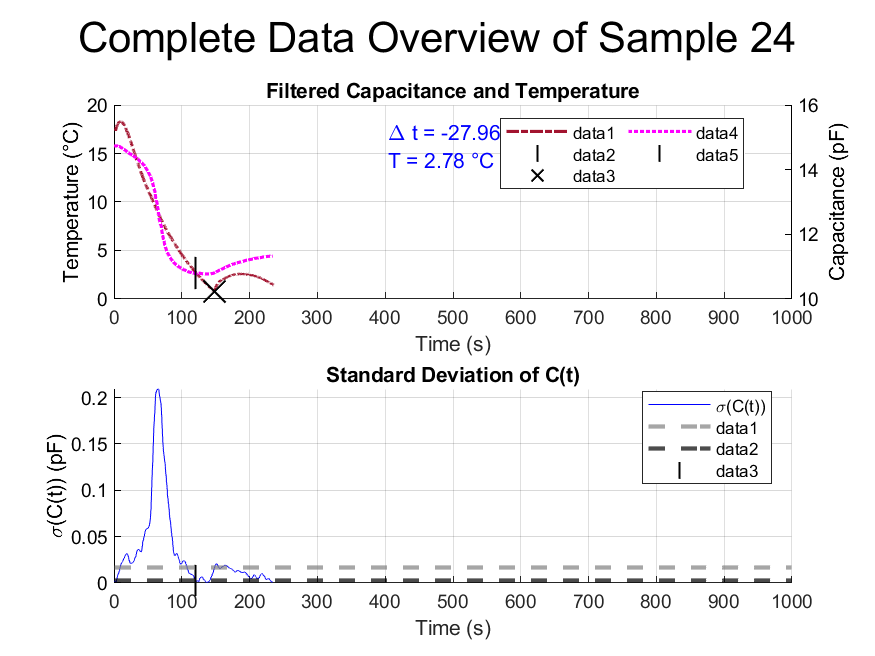 Complete Data Overview of Sample 24
Filtered Capacitance and Temperature
Temperature (°C)
20
15
10
5
0
Δ t = -27.96
T = 2.78 °C
data1
data2
data3
data4
data5
16
14
12
10
Capacitance (pF)
0 100 200 300 400 500 600 700 800 900 1000
Time (s)
Standard Deviation of C(t)
σ(C(t)) (pF)
0.2
0.15
0.1
0.05
0
σ(C(t))
data1
data2
data3
0 100 200 300 400 500 600 700 800 900 1000
Time (s)